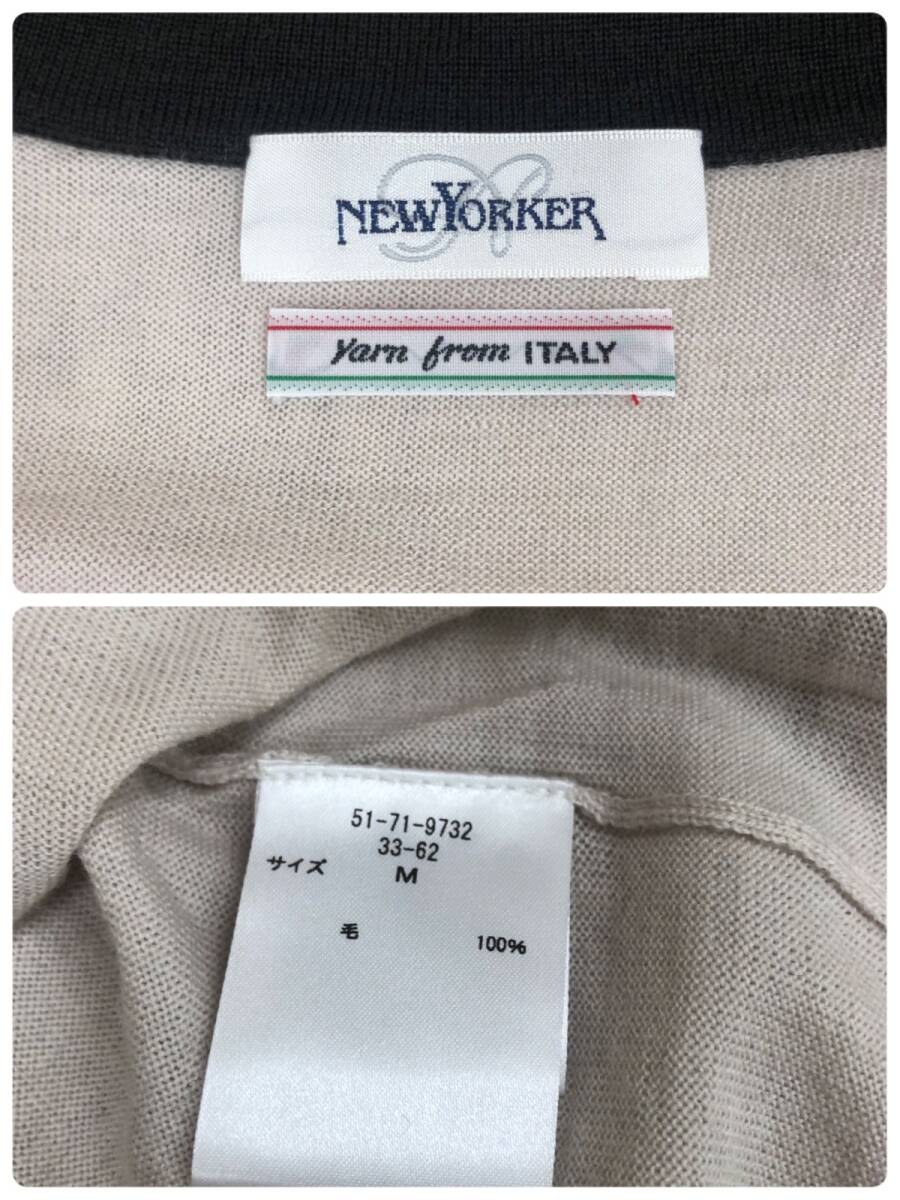 NEWYORKER
Yarn from ITALY
51-71-9732
33-62
サイズ M
毛 100%